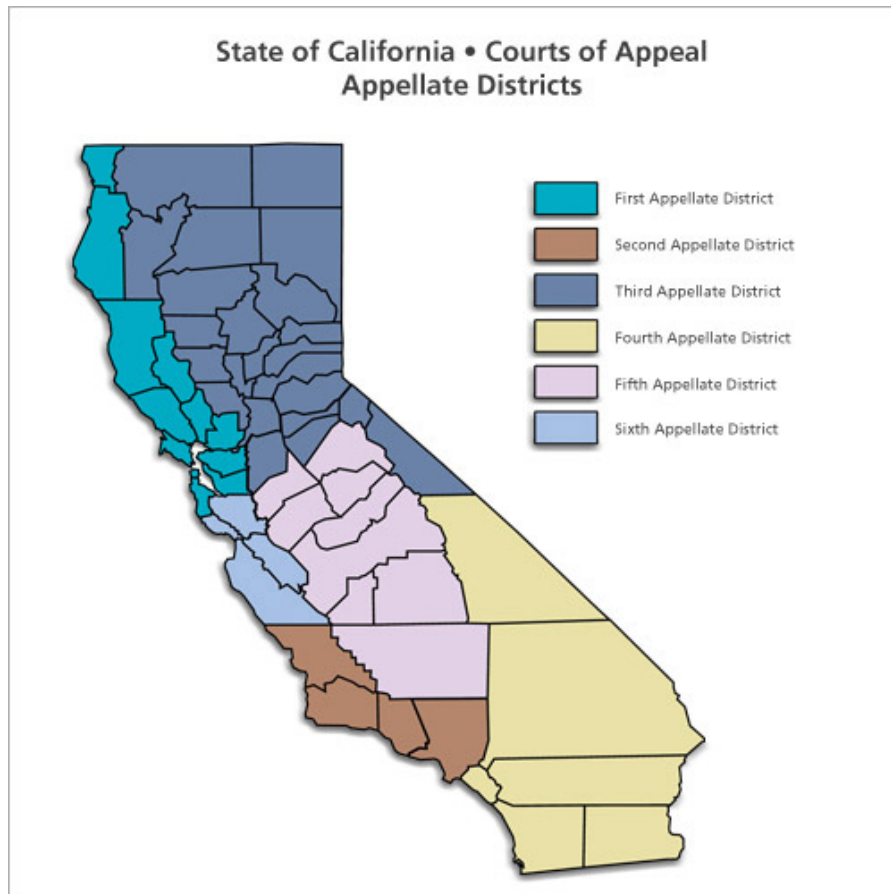 State of California • Courts of Appeal
Appellate Districts
First Appellate District
Second Appellate District
Third Appellate District
Fourth Appellate District
Fifth Appellate District
Sixth Appellate District